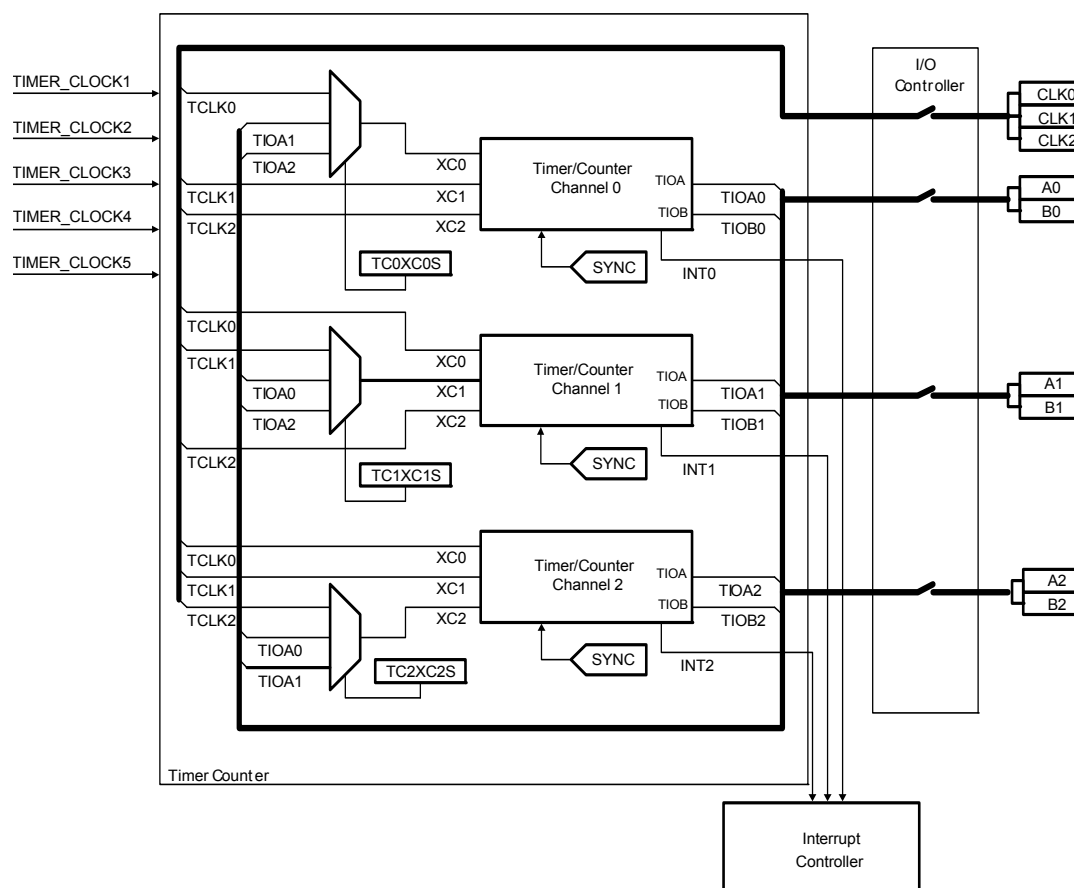 TIMER_CLOCK1
TIMER_CLOCK2
TIMER_CLOCK3
TIMER_CLOCK4
TIMER_CLOCK5
TCLK0
TIOA1
TIOA2
TCLK1
TCLK2
XC0
XC1
XC2
Timer/Counter
Channel 0
TIOA
TIOB
TIOA0
TIOB0
TC0XC0S
SYNC
INT0
TCLK0
TCLK1
TIOA0
TIOA2
TCLK2
XC0
XC1
XC2
Timer/Counter
Channel 1
TIOA
TIOB
TIOA1
TIOB1
TC1XC1S
SYNC
INT1
TCLK0
TCLK1
TCLK2
TIOA0
TIOA1
XC0
XC1
XC2
Timer/Counter
Channel 2
TIOA
TIOB
TIOA2
TIOB2
TC2XC2S
SYNC
INT2
Timer Counter
I/O
Controller
CLK0
CLK1
CLK2
A0
B0
A1
B1
A2
B2
Interrupt
Controller